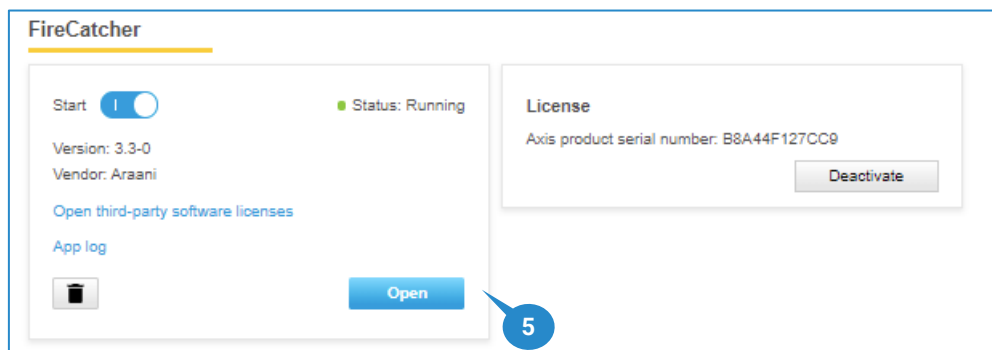 FireCatcher
Start
Status: Running
Version: 3.3-0
Vendor: Araani
Open third-party software licenses
App log
Open
5
License
Axis product serial number: B8A44F127CC9
Deactivate